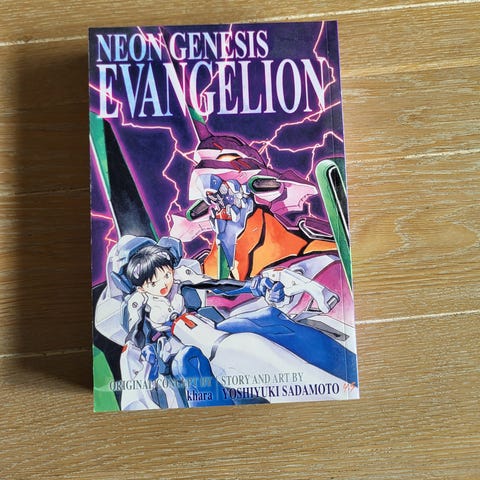 NEON GENESIS
EVANGELION
ORIGINAL CONCEPT BY
khara
STORY AND ART BY
YOSHIYUKI SADAMOTO